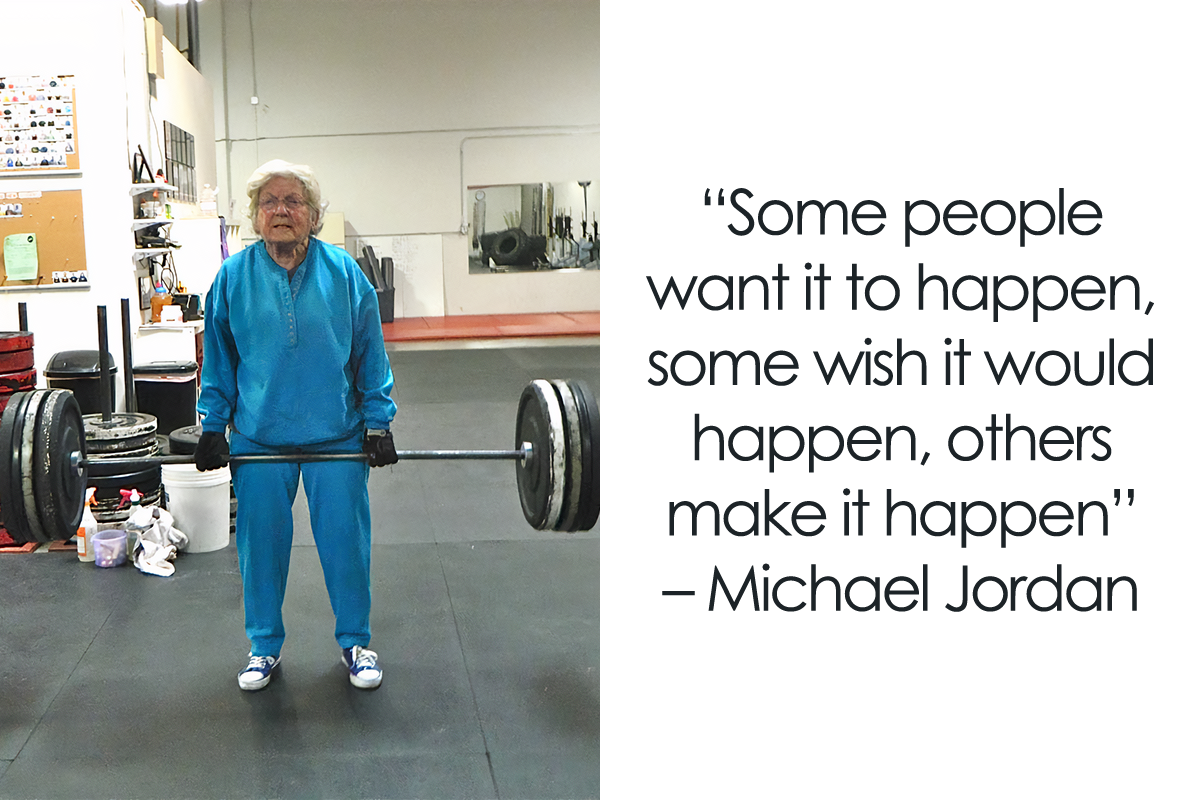 “Some people
want it to happen,
some wish it would
happen, others
make it happen”
– Michael Jordan